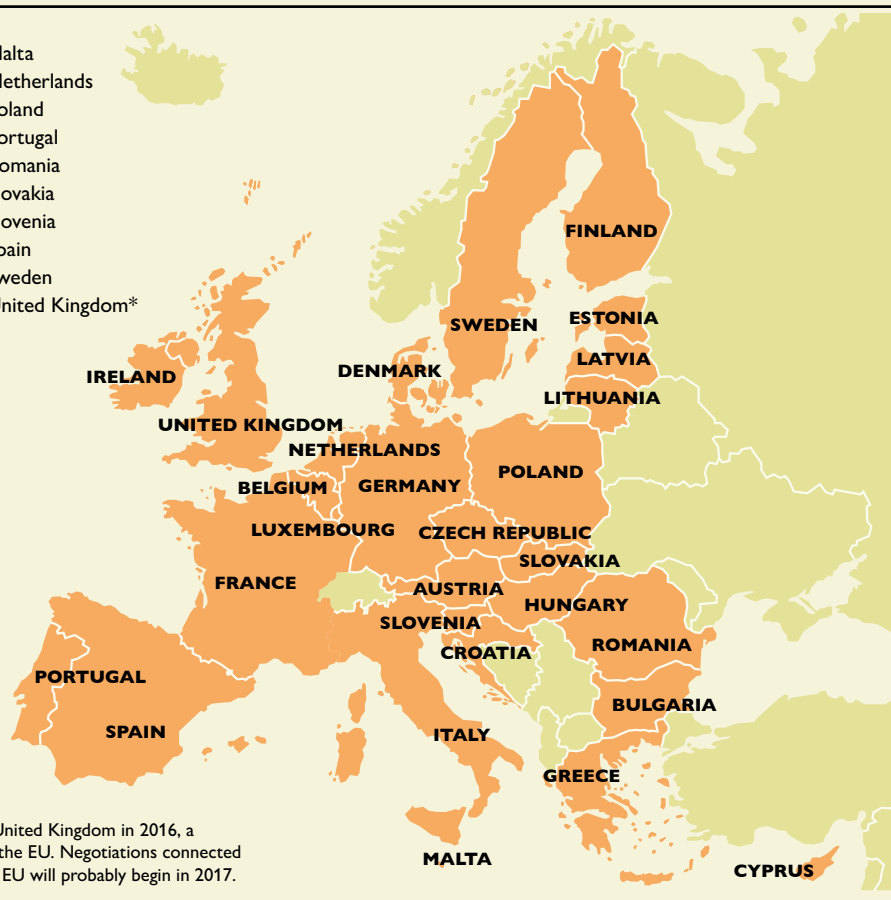 alta
etherlands
oland
ortugal
omania
ovakia
ovenia
pain
weden
nited Kingdom*
FINLAND
SWEDEN
ESTONIA
LATVIA
LITHUANIA
DENMARK
IRELAND
UNITED KINGDOM
NETHERLANDS
BELGIUM
GERMANY
POLAND
LUXEMBOURG
CZECH REPUBLIC
SLOVAKIA
FRANCE
AUSTRIA
HUNGARY
SLOVENIA
CROATIA
ROMANIA
PORTUGAL
BULGARIA
SPAIN
ITALY
GREECE
MALTA
CYPRUS
United Kingdom in 2016, a
the EU. Negotiations connected
EU will probably begin in 2017.